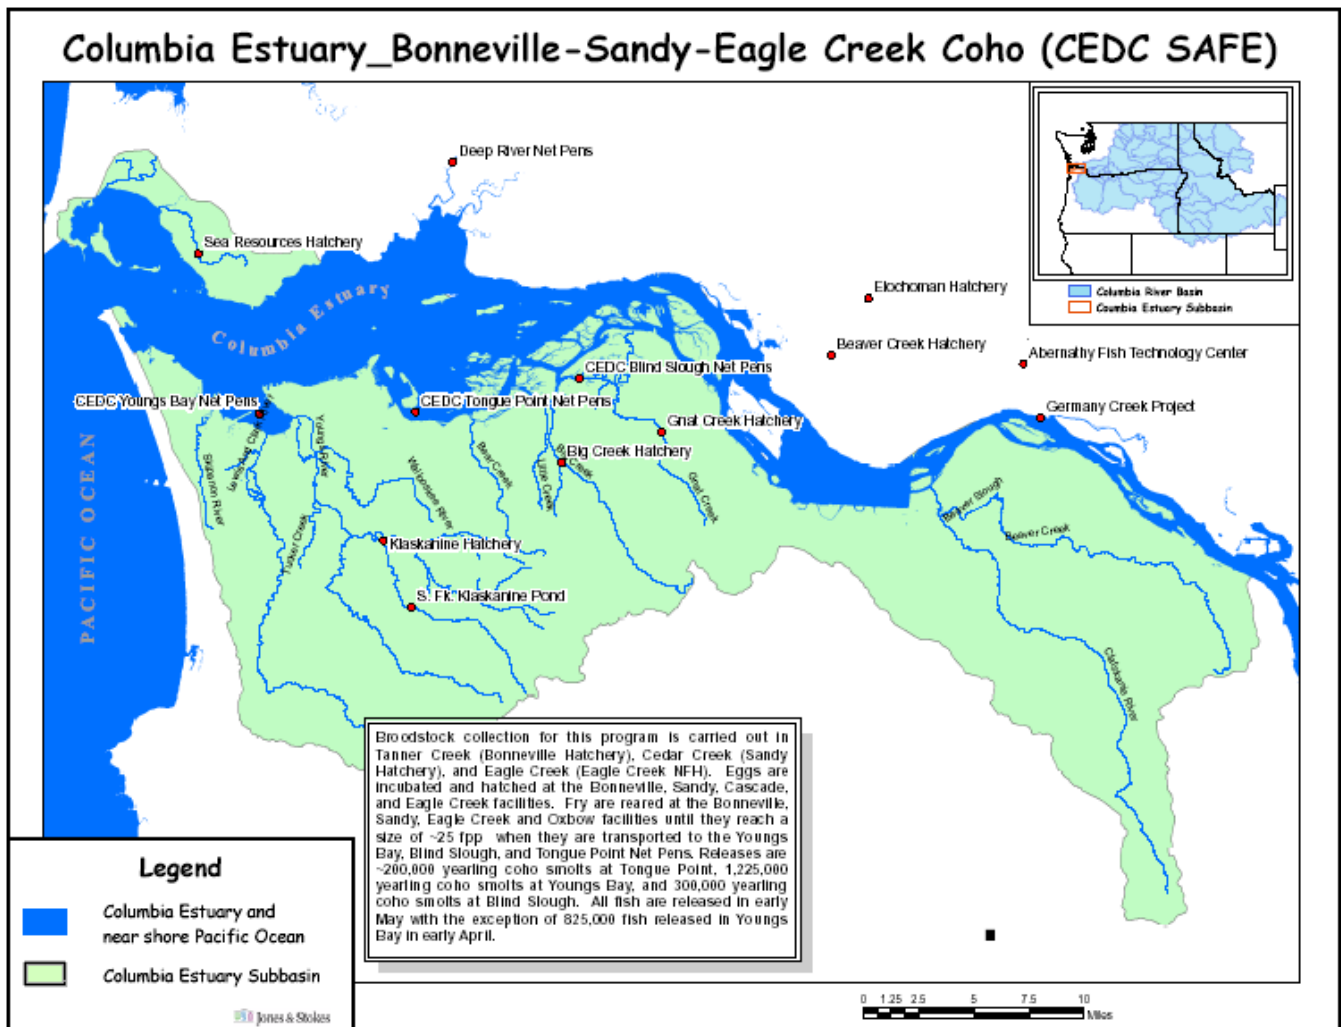 Columbia Estuary_Bonneville-Sandy-Eagle Creek Coho (CEDC SAFE)
Deep River Net Pens
Sea Resources Hatchery
Columbia Estuary
Elochoman Hatchery
Beaver Creek Hatchery
Abernathy Fish Technology Center
Germany Creek Project
CEDC Blind Slough Net Pens
CEDC Youngs Bay Net Pens
CEDC Tongue Point Net Pens
Gnat Creek Hatchery
Big Creek Hatchery
PACIFIC OCEAN
Skipanon River
Youngs River
Tucker Creek
Wallooskee River
Bear Creek
Little Creek
Gnat Creek
Beaver Slough
Beaver Creek
Klaskanine Hatchery
S. Fk. Klaskanine Pond
Clatskanie River
Columbia River Basin
Coumbia Estuary Subbasin
Broodstock collection for this program is carried out in
Tanner Creek (Bonneville Hatchery), Cedar Creek (Sandy
Hatchery), and Eagle Creek (Eagle Creek NFH). Eggs are
incubated and hatched at the Bonneville, Sandy, Cascade,
and Eagle Creek facilities. Fry are reared at the Bonneville,
Sandy, Eagle Creek and Oxbow facilities until they reach a
size of ~25 fpp when they are transported to the Youngs
Bay, Blind Slough, and Tongue Point Net Pens. Releases are
~200,000 yearling coho smolts at Tongue Point, 1,225,000
yearling coho smolts at Youngs Bay, and 300,000 yearling
coho smolts at Blind Slough. All fish are released in early
May with the exception of 825,000 fish released in Youngs
Bay in early April.
Legend
Columbia Estuary and
near shore Pacific Ocean
Columbia Estuary Subbasin
Jones & Stokes
0 1.25 2.5 5 7.5 10
Miles